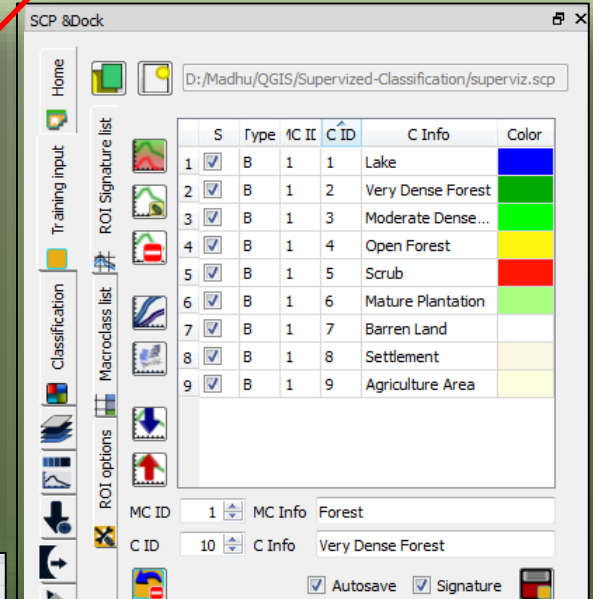 SCP &Dock
Home
Training input
Classification
ROI Signature list
Macroclass list
ROI options
D:/Madhu/QGIS/Supervized-Classification/superviz.scp
S Type MC ID C ID C Info Color
1 B 1 1 Lake
2 B 1 2 Very Dense Forest
3 B 1 3 Moderate Dense...
4 B 1 4 Open Forest
5 B 1 5 Scrub
6 B 1 6 Mature Plantation
7 B 1 7 Barren Land
8 B 1 8 Settlement
9 B 1 9 Agriculture Area
MC ID 1 MC Info Forest
C ID 10 C Info Very Dense Forest
Autosave Signature